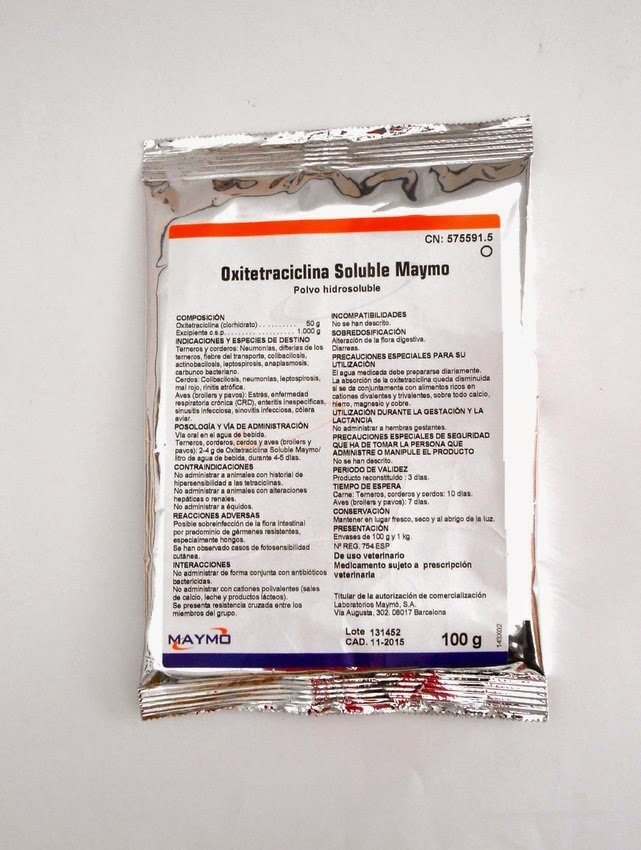 CN: 575591.5
Oxitetraciclina Soluble Maymo
Polvo hidrosoluble
COMPOSICIÓN
Oxitetraciclina (clorhidrato) .......... 50 g
Excipiente c.s.p. .................... 1.000 g
INDICACIONES Y ESPECIES DE DESTINO
Terneros y corderos: Neumonías, difterias de los
terneros, fiebre del transporte, colibacilosis,
actinobacilosis, leptospirosis, anaplasmosis,
carbunco bacteriano.
Cerdos: Colibacilosis, neumonías, leptospirosis,
mal rojo, rinitis atrófica.
Aves (broilers y pavos): Estrés, enfermedad
respiratoria crónica (CRD), enteritis inespecíficas,
sinusitis infecciosa, sinovitis infecciosa, cólera
aviar.
POSOLOGÍA Y VÍA DE ADMINISTRACIÓN
Vía oral en el agua de bebida.
Terneros, corderos, cerdos y aves (broilers y
pavos): 2-4 g de Oxitetraciclina Soluble Maymo/
litro de agua de bebida, durante 4-5 días.
CONTRAINDICACIONES
No administrar a animales con historial de
hipersensibilidad a las tetraciclinas.
No administrar a animales con alteraciones
hepáticas o renales.
No administrar a équidos.
REACCIONES ADVERSAS
Posible sobreinfección de la flora intestinal
por predominio de gérmenes resistentes,
especialmente hongos.
Se han observado casos de fotosensibilidad
cutánea.
INTERACCIONES
No administrar de forma conjunta con antibióticos
bactericidas.
No administrar con cationes polivalentes (sales
de calcio, leche y productos lácteos).
Se presenta resistencia cruzada entre los
miembros del grupo.
INCOMPATIBILIDADES
No se han descrito.
SOBREDOSIFICACIÓN
Alteración de la flora digestiva.
Diarreas.
PRECAUCIONES ESPECIALES PARA SU
UTILIZACIÓN
El agua medicada debe prepararse diariamente.
La absorción de la oxitetraciclina queda disminuida
si se da conjuntamente con alimentos ricos en
cationes divalentes y trivalentes, sobre todo calcio,
hierro, magnesio y cobre.
UTILIZACIÓN DURANTE LA GESTACIÓN Y LA
LACTANCIA
No administrar a hembras gestantes.
PRECAUCIONES ESPECIALES DE SEGURIDAD
QUE HA DE TOMAR LA PERSONA QUE
ADMINISTRE O MANIPULE EL PRODUCTO
No se han descrito.
PERIODO DE VALIDEZ
Producto reconstituido : 3 días.
TIEMPO DE ESPERA
Carne: Terneros, corderos y cerdos: 10 días.
Aves (broilers y pavos): 7 días.
CONSERVACIÓN
Mantener en lugar fresco, seco y al abrigo de la luz.
PRESENTACIÓN
Envases de 100 g y 1 kg.
Nº REG. 754 ESP
De uso veterinario
Medicamento sujeto a prescripción
veterinaria
Titular de la autorización de comercialización
Laboratorios Maymó, S.A.
Vía Augusta, 302. 08017 Barcelona
MAYMÓ
Lote 131452
CAD. 11-2015
100 g
143X02